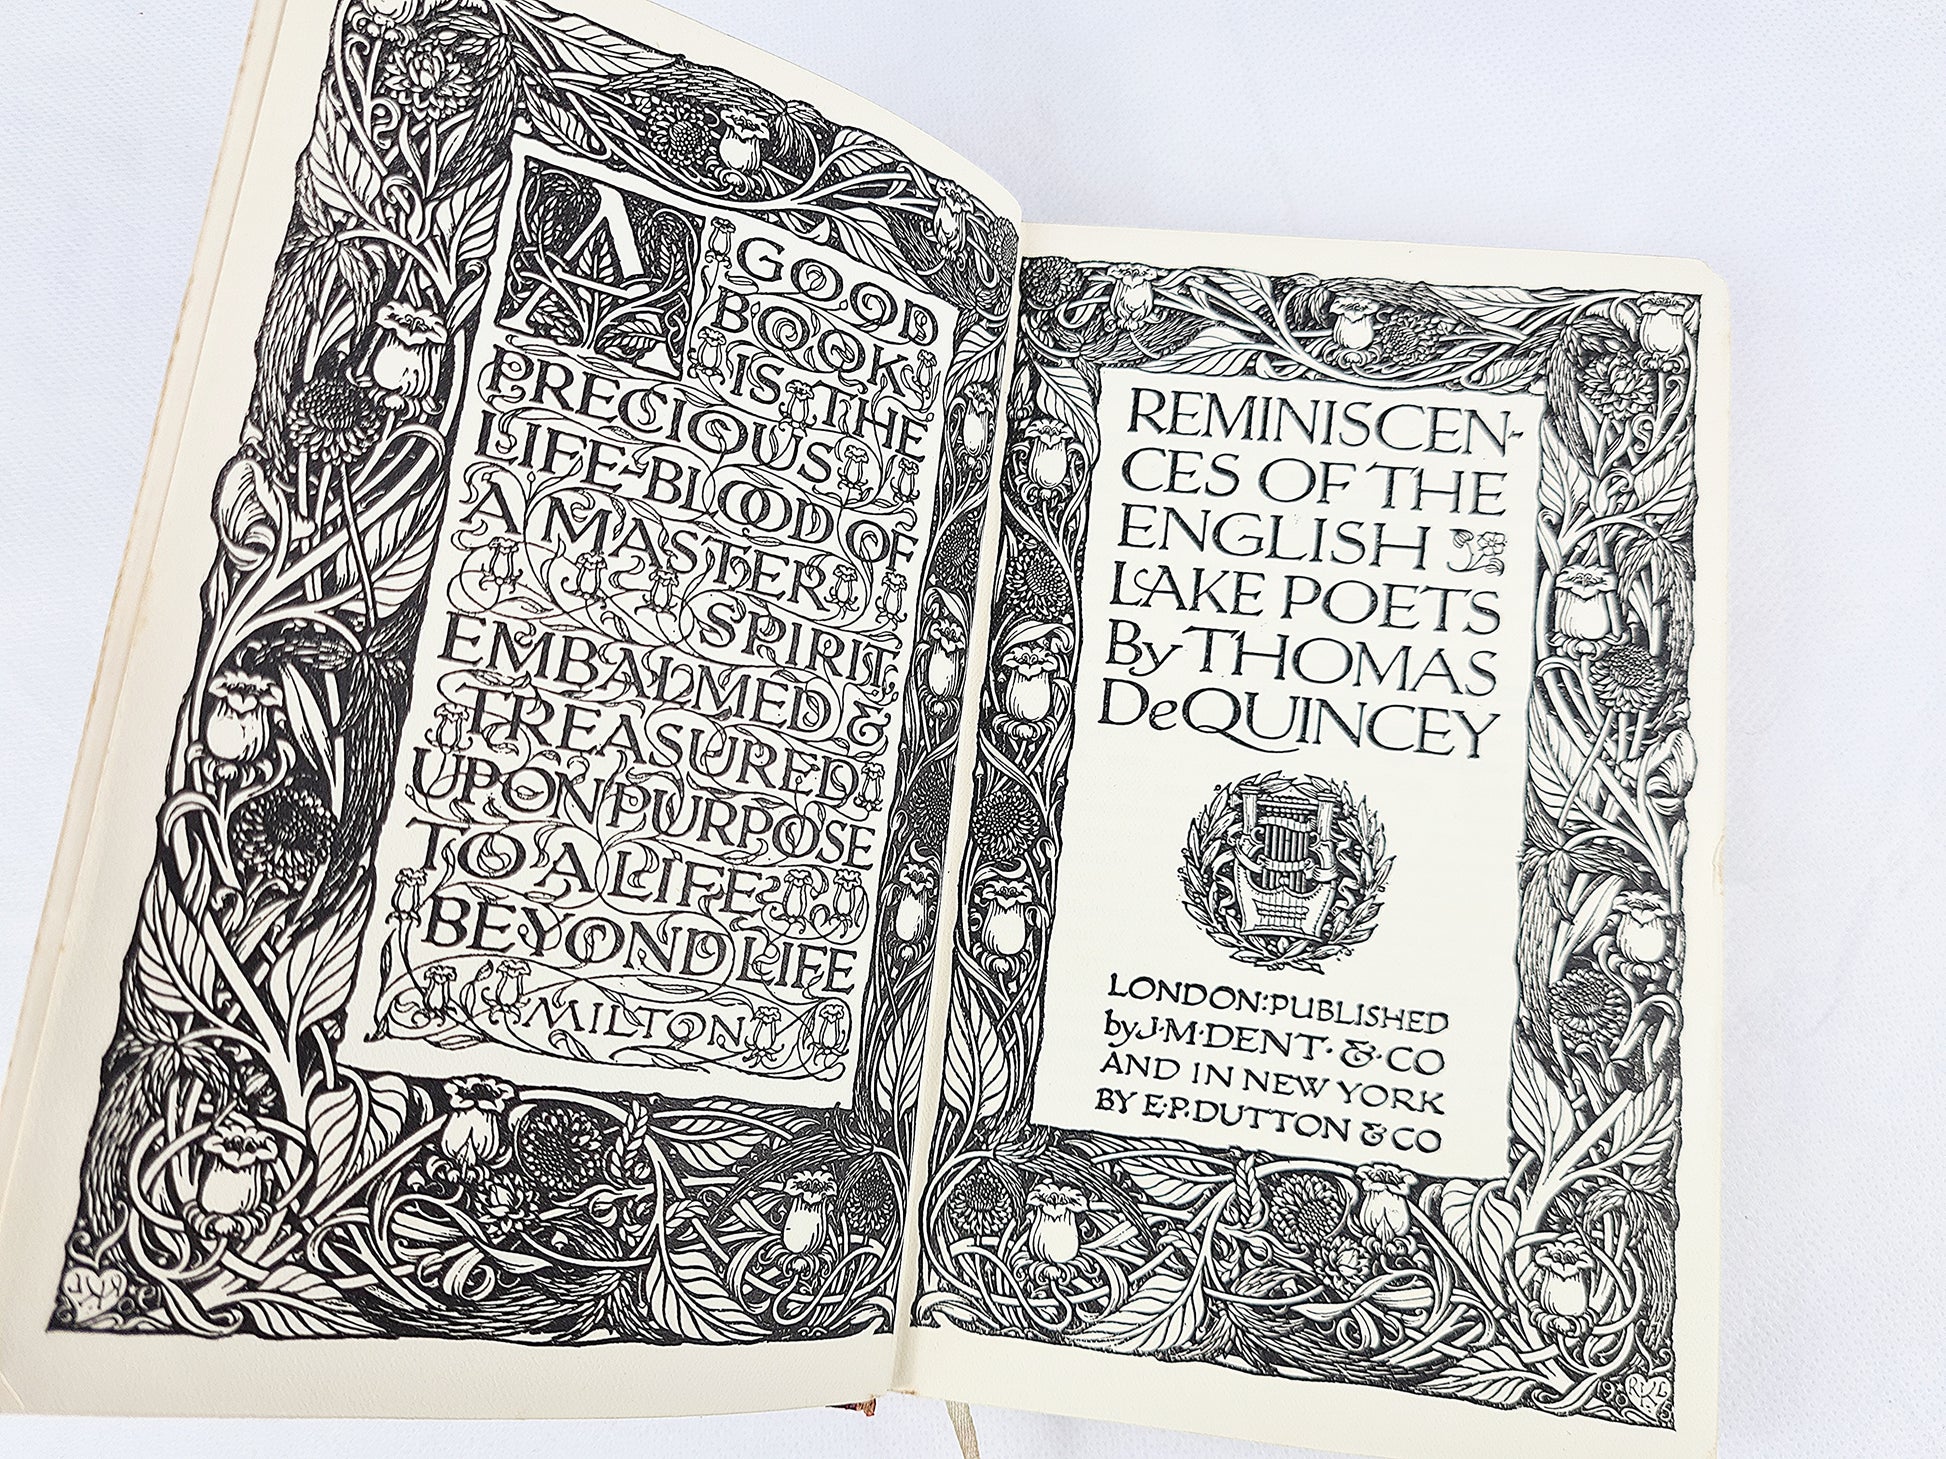 A GOOD
BOOK
IS THE
PRECIOUS
LIFE-BLOOD OF
A MASTER
SPIRIT,
EMBALMED &
TREASURED
UPON PURPOSE
TO A LIFE
BEYOND LIFE
MILTON
REMINISCEN-
CES OF THE
ENGLISH
LAKE POETS
By THOMAS
DeQUINCEY
LONDON:PUBLISHED
by J·M·DENT·&·CO
AND IN NEW YORK
BY E·P·DUTTON & CO